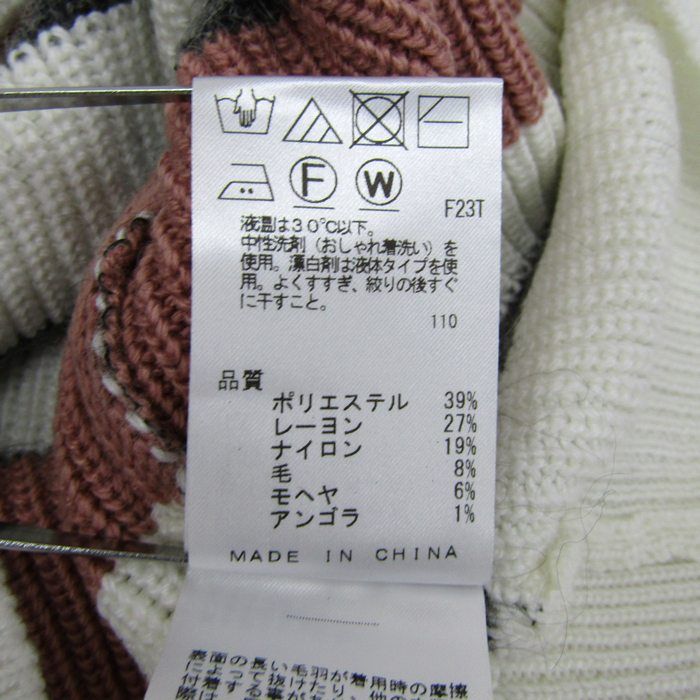 F W
F23T
液温は30℃以下。
中性洗剤（おしゃれ着洗い）を
使用。漂白剤は液体タイプを使
用。よくすすぎ、絞りの後すぐ
に干すこと。
110
品質
ポリエステル 39%
レーヨン 27%
ナイロン 19%
毛 8%
モヘヤ 6%
アンゴラ 1%
MADE IN CHINA